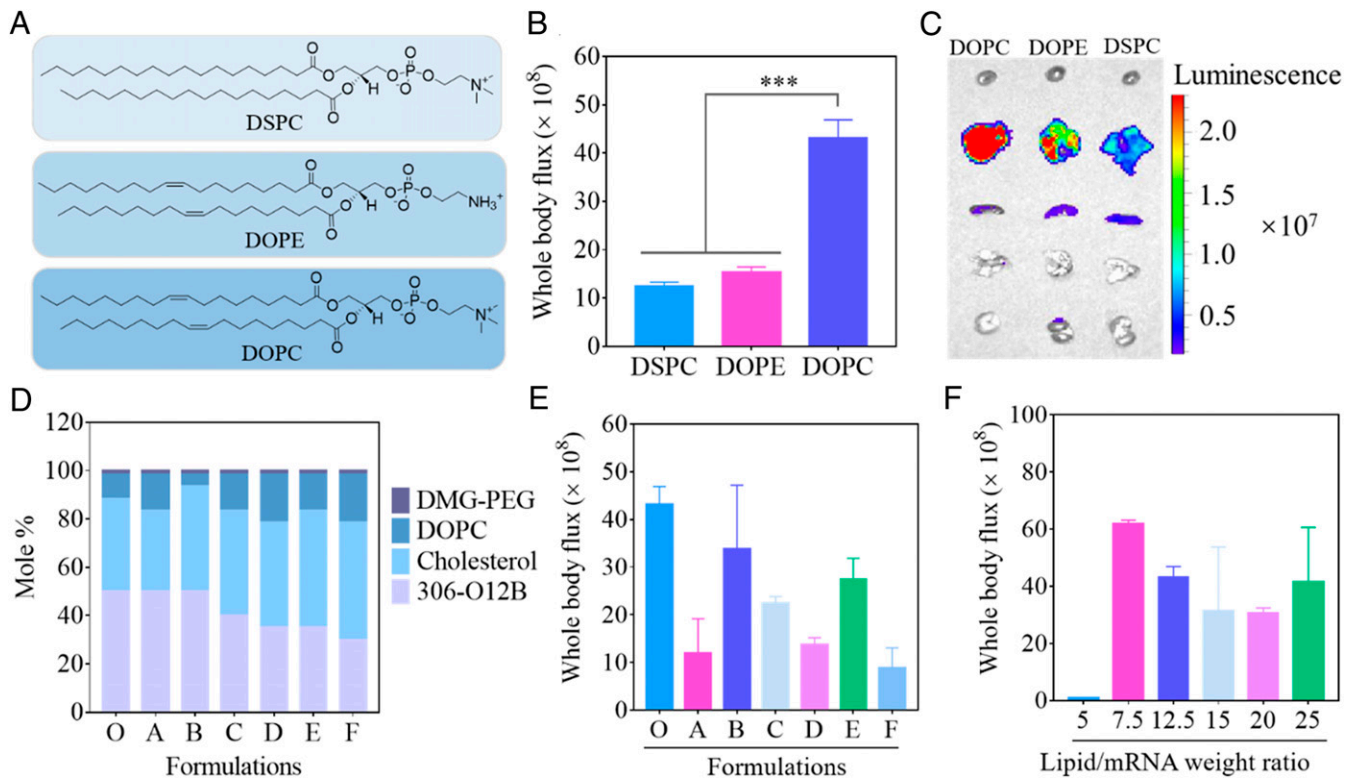 A
DSPC
DOPE
DOPC
O
O
O
O
H
O
P
O
O
-O
N+
O
O
O
O
H
O
P
O
O
-O
NH3+
O
O
O
O
H
O
P
O
O
-O
N+
B
Whole body flux (× 10⁸)
60
50
40
30
20
10
0
***
DSPC DOPE DOPC
C
DOPC DOPE DSPC
Luminescence
2.0
1.5
1.0
0.5
×10⁷
D
Mole %
120
100
80
60
40
20
0
O A B C D E F
Formulations
DMG-PEG
DOPC
Cholesterol
306-O12B
E
Whole body flux (× 10⁸)
60
50
40
30
20
10
0
O A B C D E F
Formulations
F
Whole body flux (× 10⁸)
100
80
60
40
20
0
5 7.5 12.5 15 20 25
Lipid/mRNA weight ratio